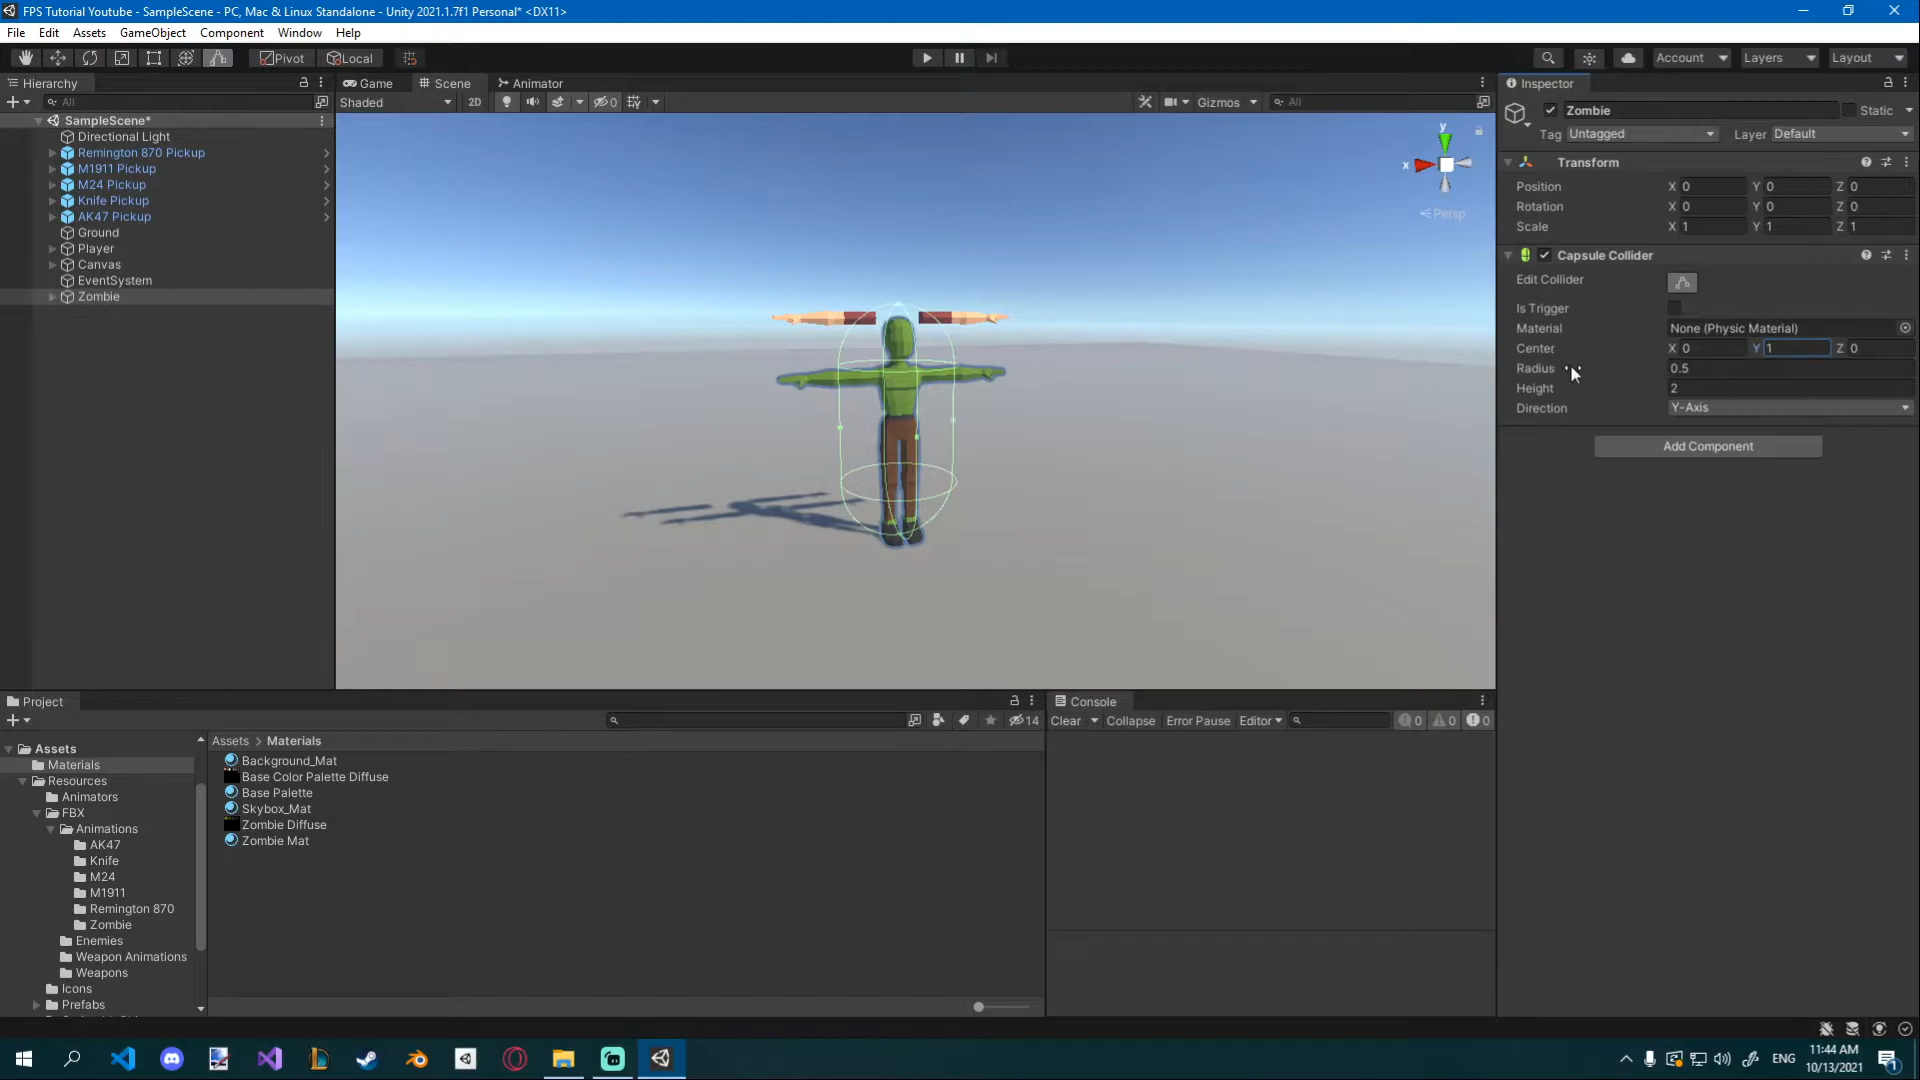 FPS Tutorial Youtube - SampleScene - PC, Mac & Linux Standalone - Unity 2021.1.7f1 Personal* <DX11>
File Edit Assets GameObject Component Window Help
Pivot Local Account Layers Layout
Hierarchy
All
SampleScene*
Directional Light
Remington 870 Pickup
M1911 Pickup
M24 Pickup
Knife Pickup
AK47 Pickup
Ground
Player
Canvas
EventSystem
Zombie
Game Scene Animator
Shaded 2D 0 Gizmos All
y
x
Persp
Inspector
Zombie Static
Tag Untagged Layer Default
Transform
Position X 0 Y 0 Z 0
Rotation X 0 Y 0 Z 0
Scale X 1 Y 1 Z 1
Capsule Collider
Edit Collider
Is Trigger
Material None (Physic Material)
Center X 0 Y 1 Z 0
Radius 0.5
Height 2
Direction Y-Axis
Add Component
Project
14
Assets
Materials
Resources
Animators
FBX
Animations
AK47
Knife
M24
M1911
Remington 870
Zombie
Enemies
Weapon Animations
Weapons
Icons
Prefabs
Assets > Materials
Background_Mat
Base Color Palette Diffuse
Base Palette
Skybox_Mat
Zombie Diffuse
Zombie Mat
Console
Clear Collapse Error Pause Editor 0 0 0
ENG
11:44 AM
10/13/2021
1